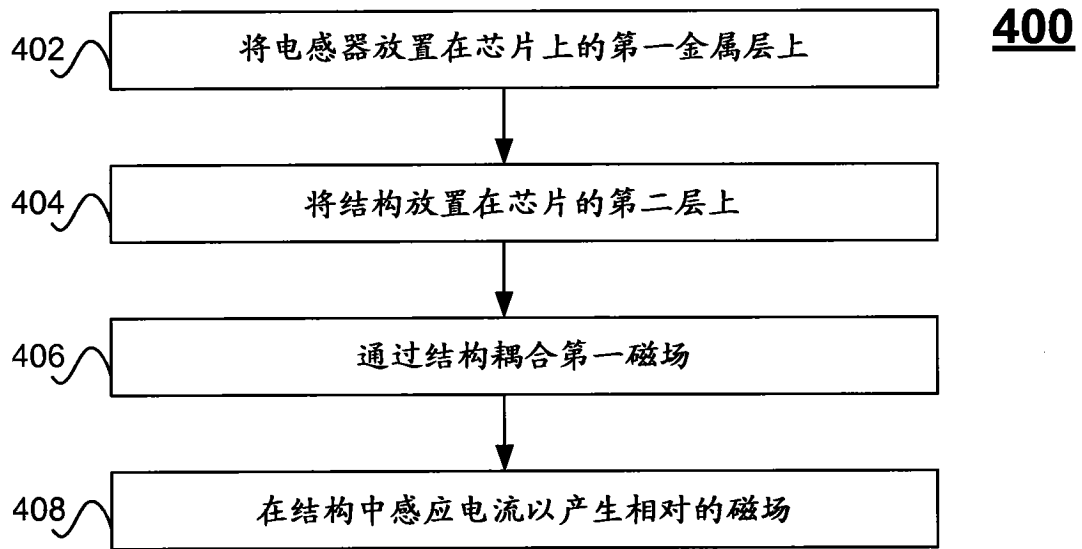 400
402
将电感器放置在芯片上的第一金属层上
404
将结构放置在芯片的第二层上
406
通过结构耦合第一磁场
408
在结构中感应电流以产生相对的磁场